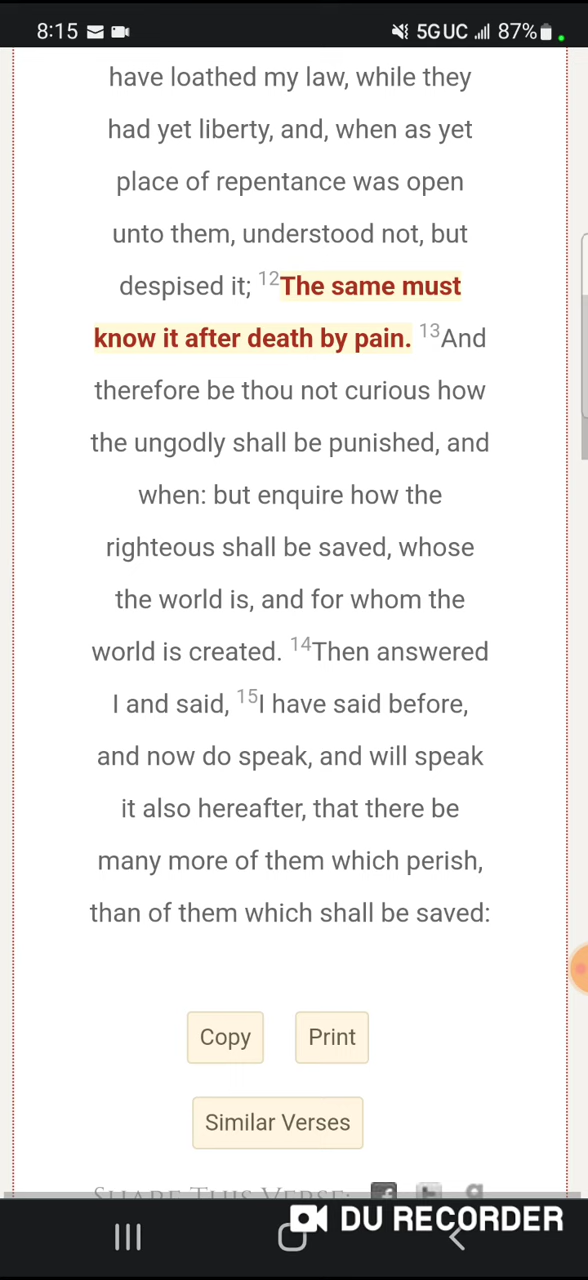 8:15 5G UC 87%
have loathed my law, while they
had yet liberty, and, when as yet
place of repentance was open
unto them, understood not, but
despised it; 12The same must
know it after death by pain. 13And
therefore be thou not curious how
the ungodly shall be punished, and
when: but enquire how the
righteous shall be saved, whose
the world is, and for whom the
world is created. 14Then answered
I and said, 15I have said before,
and now do speak, and will speak
it also hereafter, that there be
many more of them which perish,
than of them which shall be saved:
Copy Print
Similar Verses
SHARE THIS VERSE:
DU RECORDER